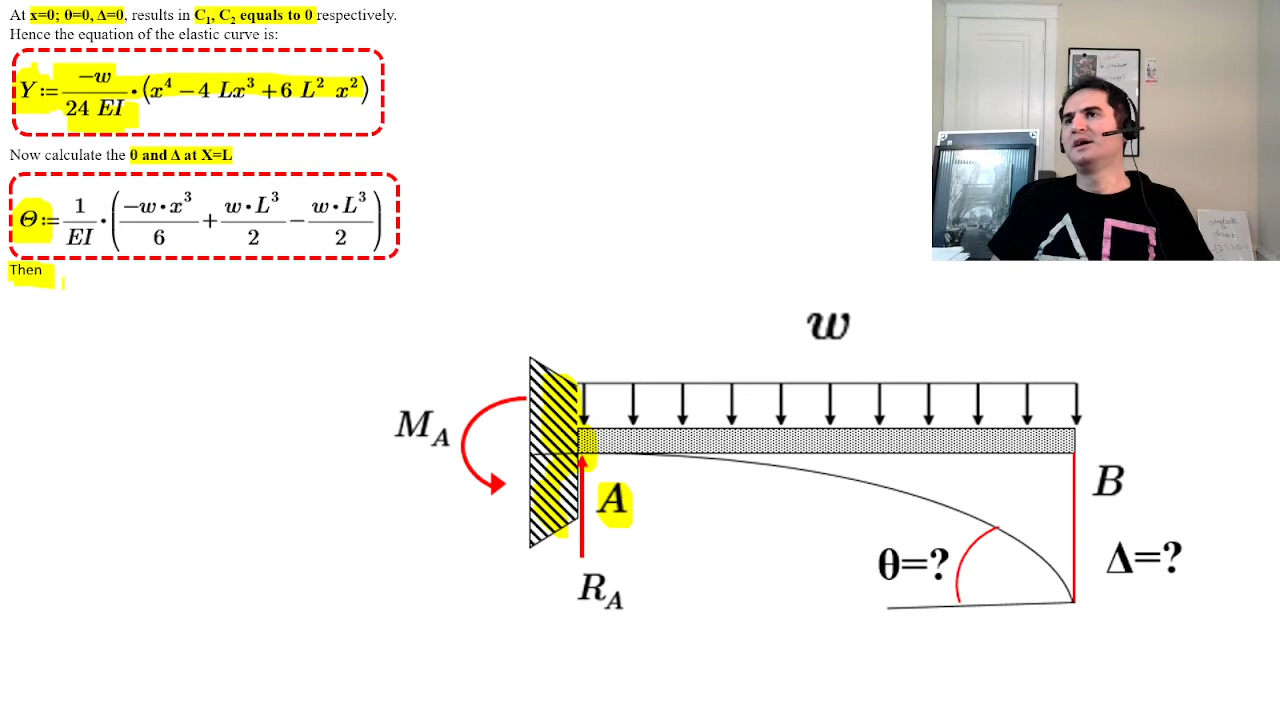 At x=0; θ=0, Δ=0, results in C₁, C₂ equals to 0 respectively.
Hence the equation of the elastic curve is:
Y:= −w/(24 EI) • (x⁴ − 4 Lx³ + 6 L² x²)
Now calculate the θ and Δ at X=L
Θ:= 1/EI • (−w•x³/6 + w•L³/2 − w•L³/2)
Then
w
M_A
A
B
θ=?
Δ=?
R_A